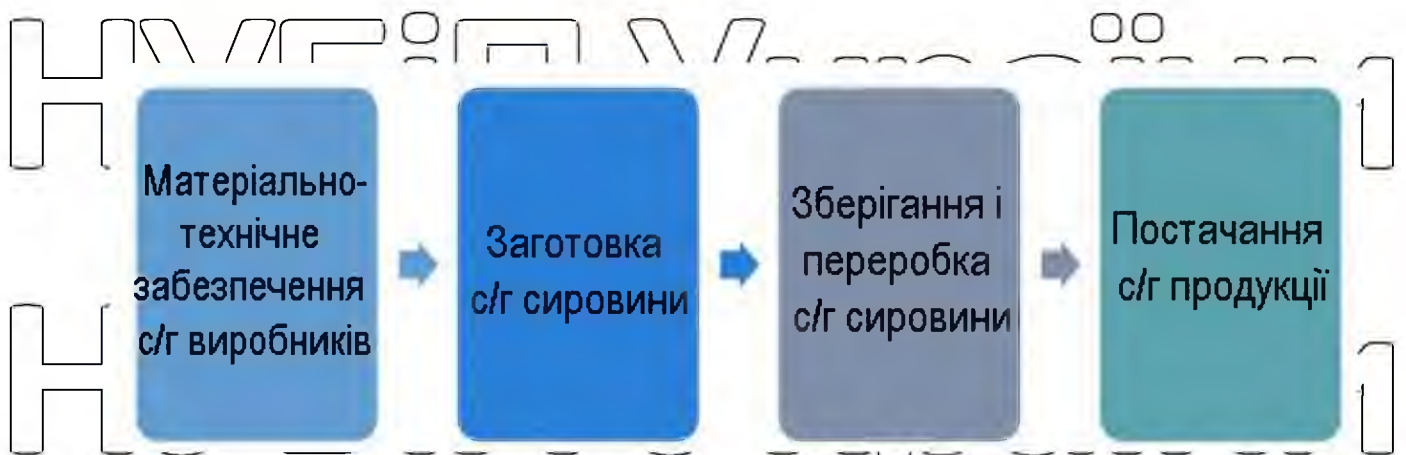 Матеріально-
технічне
забезпечення
с/г виробників
Заготовка
с/г сировини
Зберігання і
переробка
с/г сировини
Постачання
с/г продукції